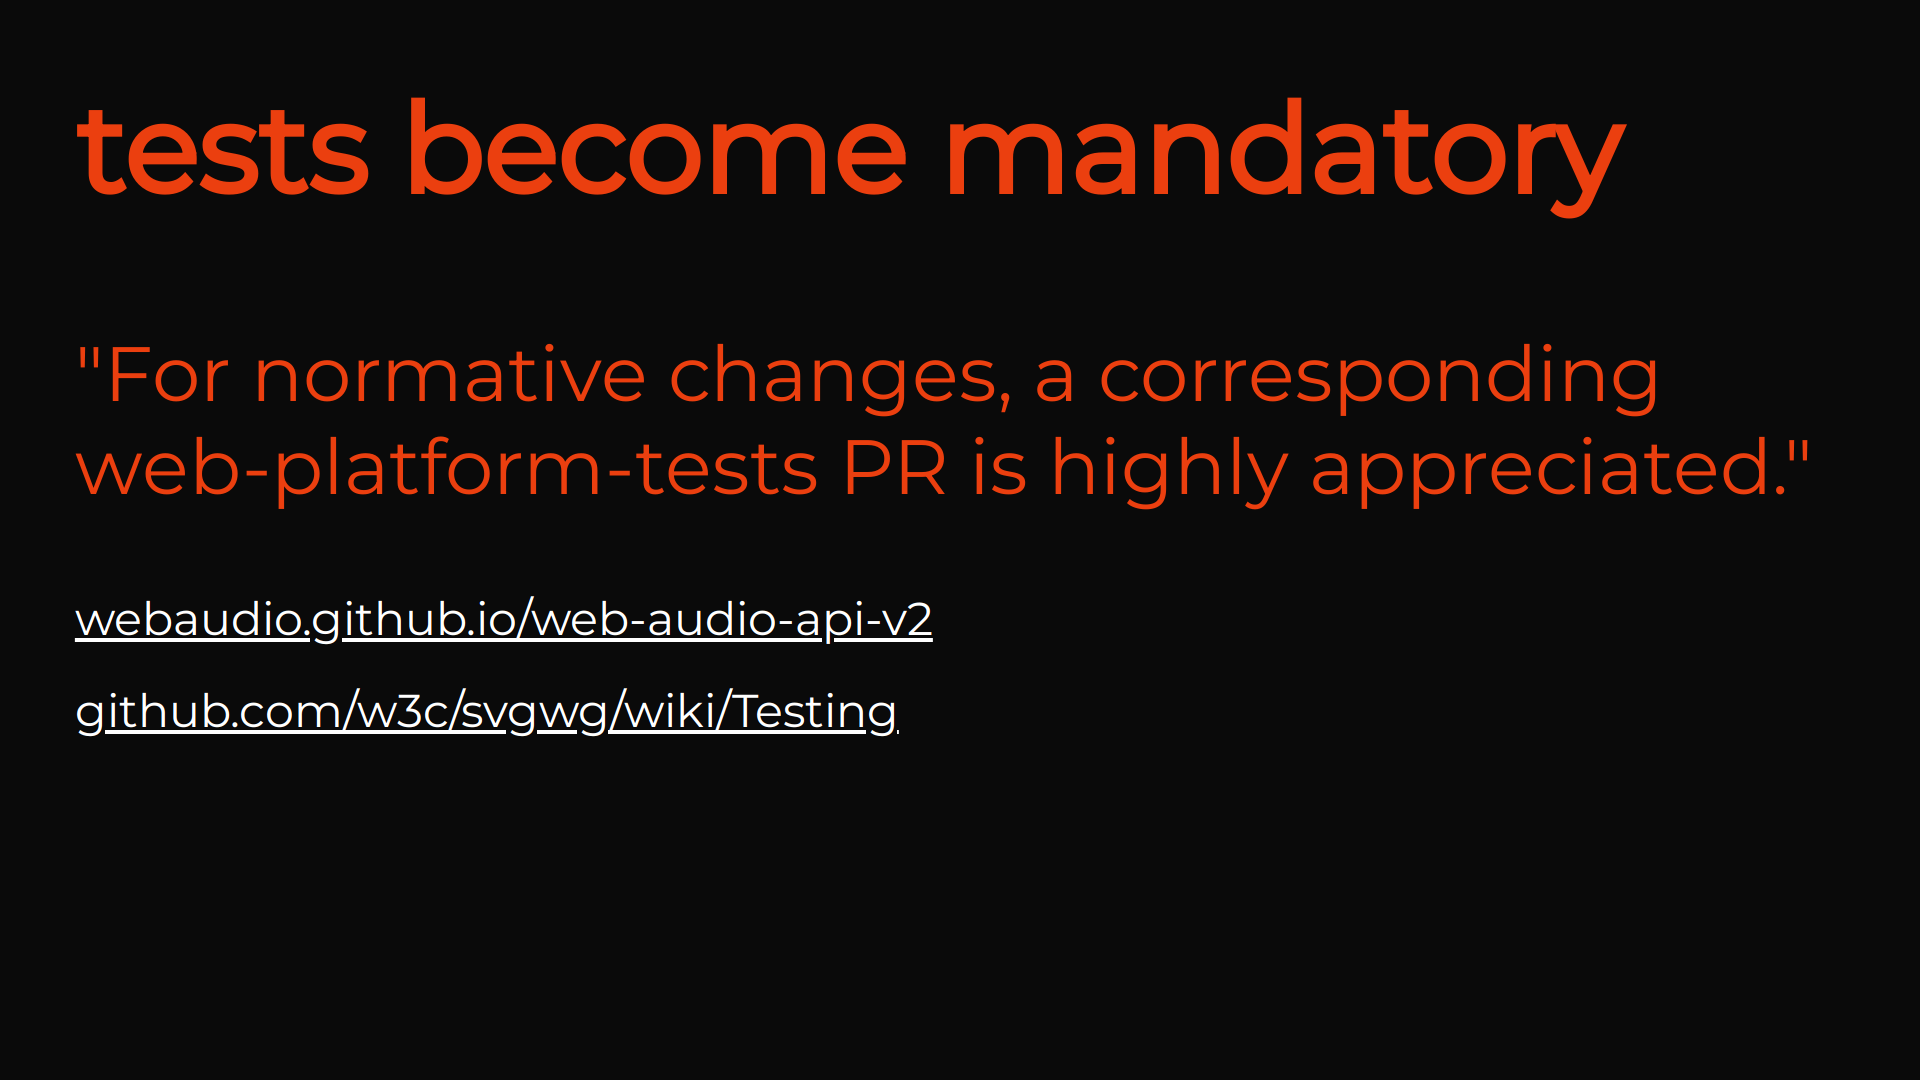 tests become mandatory
"For normative changes, a corresponding
web-platform-tests PR is highly appreciated."
webaudio.github.io/web-audio-api-v2
github.com/w3c/svgwg/wiki/Testing